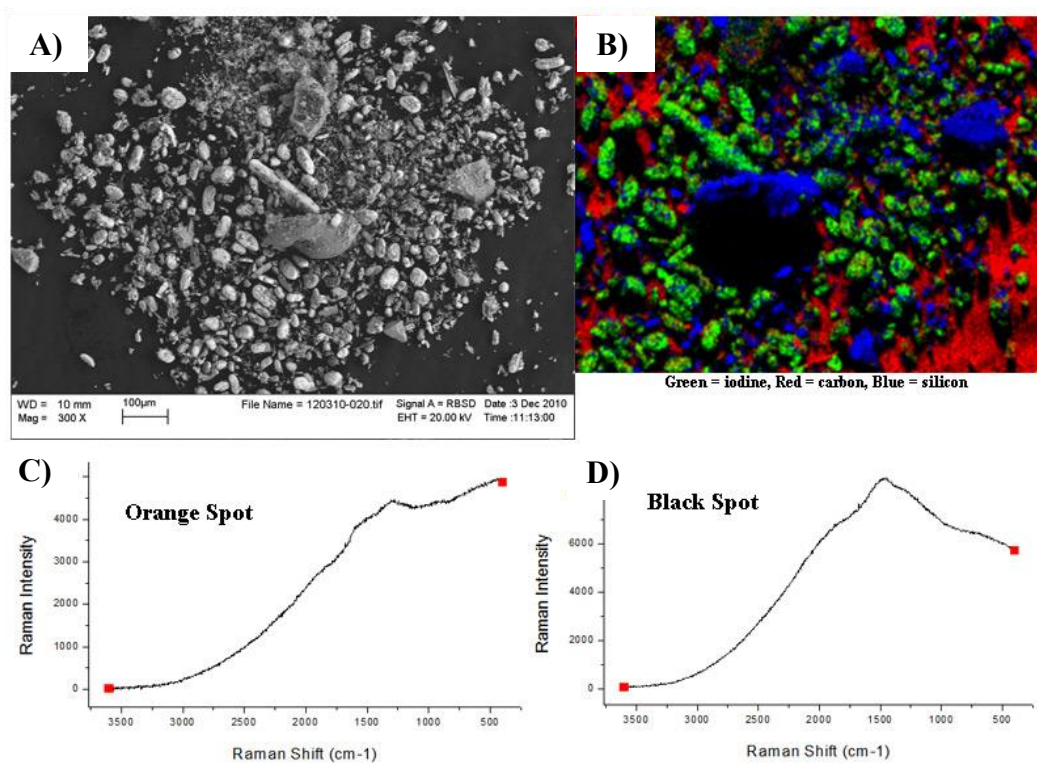 A)
B)
WD = 10 mm
Mag = 300 X
100µm
File Name = 120310-020.tif
Signal A = RBSD
EHT = 20.00 kV
Date :3 Dec 2010
Time :11:13:00
Green = iodine, Red = carbon, Blue = silicon
C)
Orange Spot
Raman Intensity
4000
3000
2000
1000
0
3500 3000 2500 2000 1500 1000 500
Raman Shift (cm-1)
D)
Black Spot
Raman Intensity
6000
4000
2000
0
3500 3000 2500 2000 1500 1000 500
Raman Shift (cm-1)